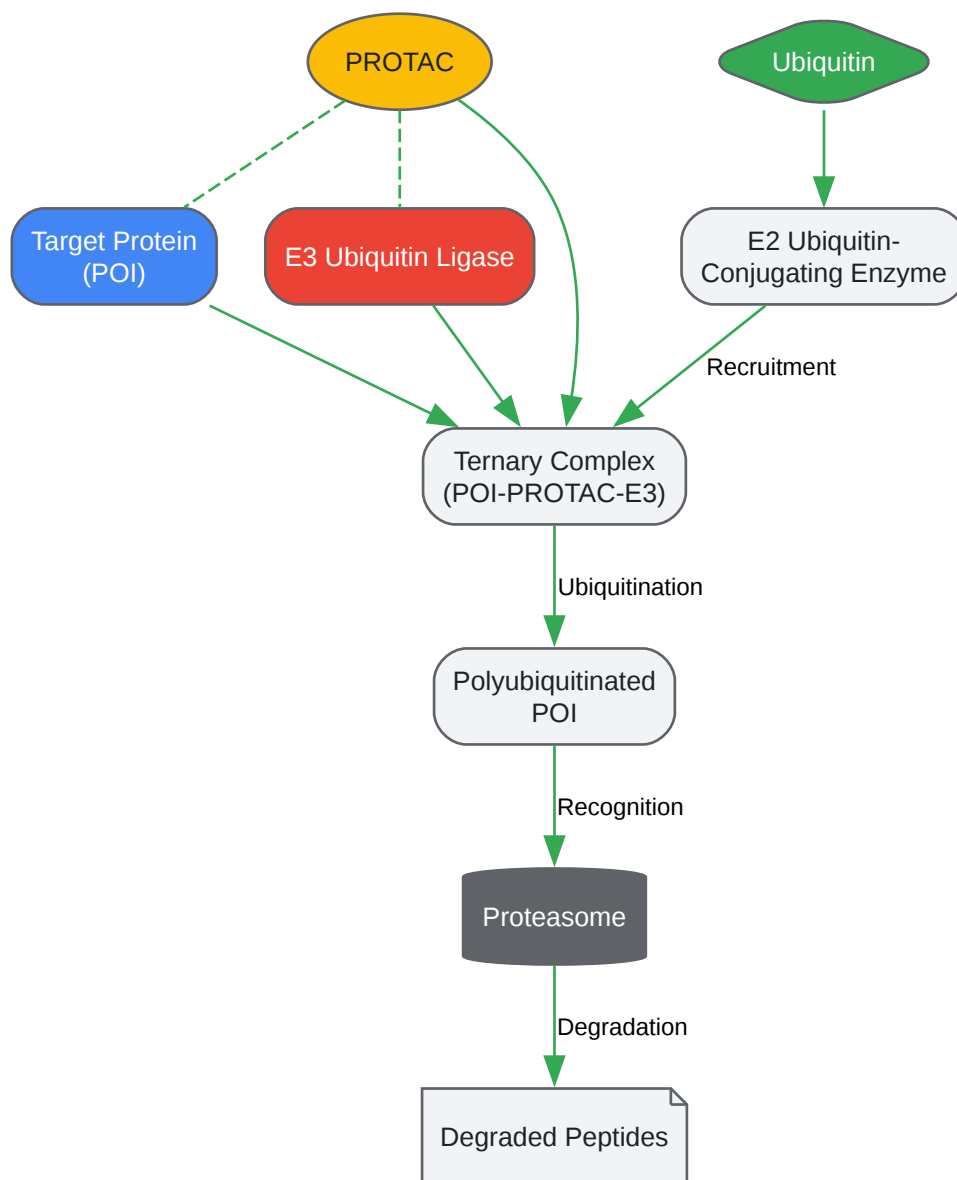 PROTAC
Ubiquitin
Target Protein
(POI)
E3 Ubiquitin Ligase
E2 Ubiquitin-
Conjugating Enzyme
Recruitment
Ternary Complex
(POI-PROTAC-E3)
Ubiquitination
Polyubiquitinated
POI
Recognition
Proteasome
Degradation
Degraded Peptides